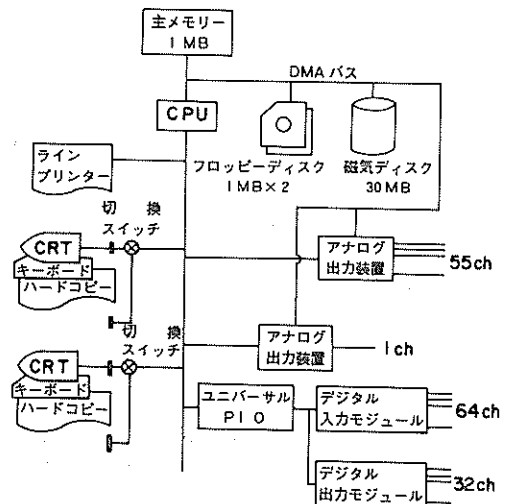 主メモリー
1 MB
DMA バス
CPU
ライン
プリンター
フロッピーディスク
1MB×2
磁気ディスク
30MB
切換
スイッチ
CRT
キーボード
ハードコピー
アナログ
出力装置
55ch
切換
スイッチ
アナログ
出力装置
1ch
CRT
キーボード
ハードコピー
ユニバーサル
PIO
デジタル
入力モジュール
64ch
デジタル
出力モジュール
32ch